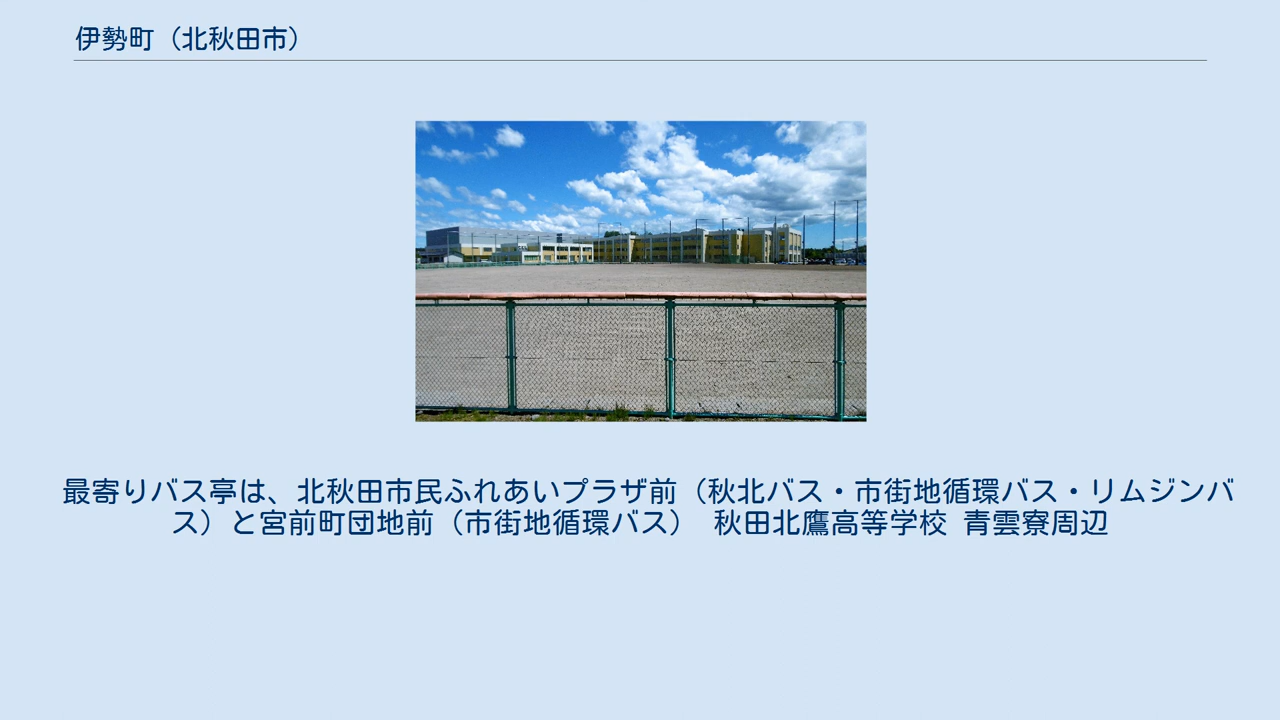 伊勢町（北秋田市）
最寄りバス亭は、北秋田市民ふれあいプラザ前（秋北バス・市街地循環バス・リムジンバ
ス）と宮前町団地前（市街地循環バス） 秋田北鷹高等学校 青雲寮周辺